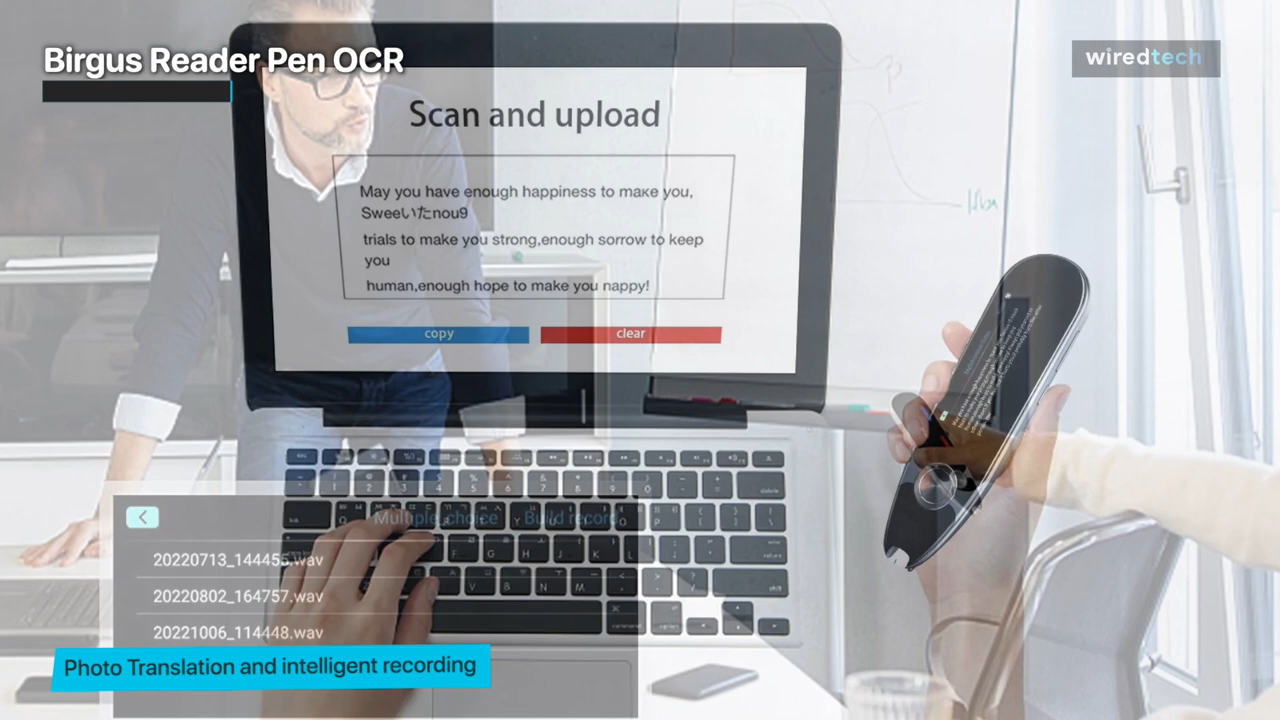 Birgus Reader Pen OCR
wiredtech
Scan and upload
May you have enough happiness to make you,
Sweeいたnou9
trials to make you strong,enough sorrow to keep
you
human,enough hope to make you nappy!
copy
clear
Multiple choice
Build record
20220713_144455.wav
20220802_164757.wav
20221006_114448.wav
Photo Translation and intelligent recording